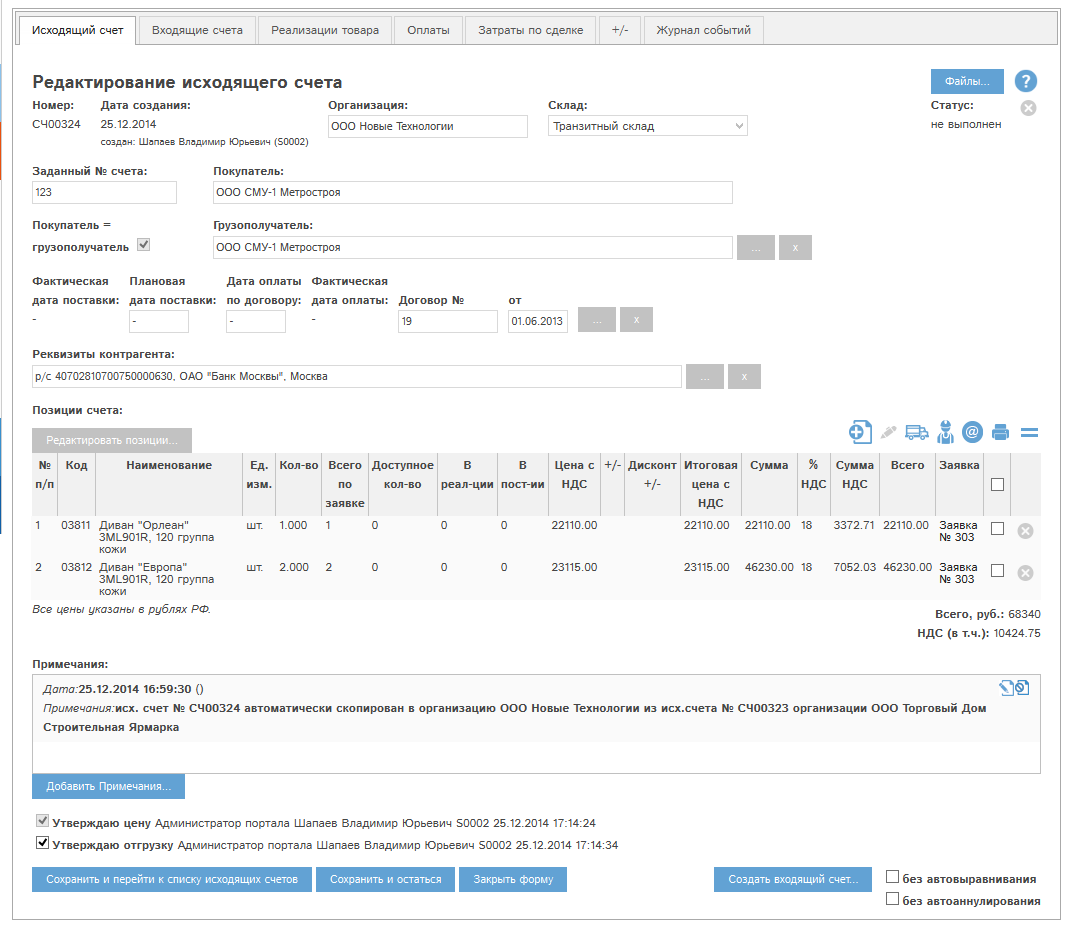 Исходящий счет Входящие счета Реализации товара Оплаты Затраты по сделке +/- Журнал событий
Редактирование исходящего счета Файлы... ?
Номер: Дата создания: Организация: Склад: Статус:
СЧ00324 25.12.2014 ООО Новые Технологии Транзитный склад не выполнен
создан: Шапаев Владимир Юрьевич (S0002)
Заданный № счета: Покупатель:
123 ООО СМУ-1 Метростроя
Покупатель = Грузополучатель:
грузополучатель ООО СМУ-1 Метростроя ... x
Фактическая Плановая Дата оплаты Фактическая
дата поставки: дата поставки: по договору: дата оплаты: Договор № от
- - - - 19 01.06.2013 ... x
Реквизиты контрагента:
р/с 40702810700750000630, ОАО "Банк Москвы", Москва ... x
Позиции счета:
Редактировать позиции... @
№ Код Наименование Ед. Кол-во Всего Доступное В В Цена с +/- Дисконт Итоговая Сумма % Сумма Всего Заявка
п/п изм. по кол-во реал-ции пост-ии НДС +/- цена с НДС НДС
заявке НДС
1 03811 Диван "Орлеан" шт. 1.000 1 0 0 0 22110.00 22110.00 22110.00 18 3372.71 22110.00 Заявка
3ML901R, 120 группа № 303
кожи
2 03812 Диван "Европа" шт. 2.000 2 0 0 0 23115.00 23115.00 46230.00 18 7052.03 46230.00 Заявка
3ML901R, 120 группа № 303
кожи
Все цены указаны в рублях РФ.
Всего, руб.: 68340
НДС (в т.ч.): 10424.75
Примечания:
Дата:25.12.2014 16:59:30 ()
Примечания:исх. счет № СЧ00324 автоматически скопирован в организацию ООО Новые Технологии из исх.счета № СЧ00323 организации ООО Торговый Дом
Строительная Ярмарка
Добавить Примечания...
Утверждаю цену Администратор портала Шапаев Владимир Юрьевич S0002 25.12.2014 17:14:24
Утверждаю отгрузку Администратор портала Шапаев Владимир Юрьевич S0002 25.12.2014 17:14:34
Сохранить и перейти к списку исходящих счетов Сохранить и остаться Закрыть форму Создать входящий счет... без автовыравнивания
без автоаннулирования